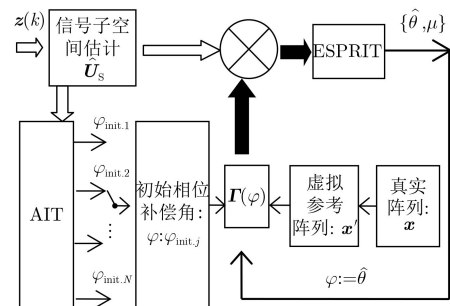 z(k)
信号子空
间估计
Û_S
ESPRIT
{θ̂,μ}
AIT
φ_init.1
φ_init.2
⋮
φ_init.N
初始相位
补偿角:
φ:φ_init.j
Γ(φ)
虚拟
参考
阵列: x′
真实
阵列:
x
φ:=θ̂